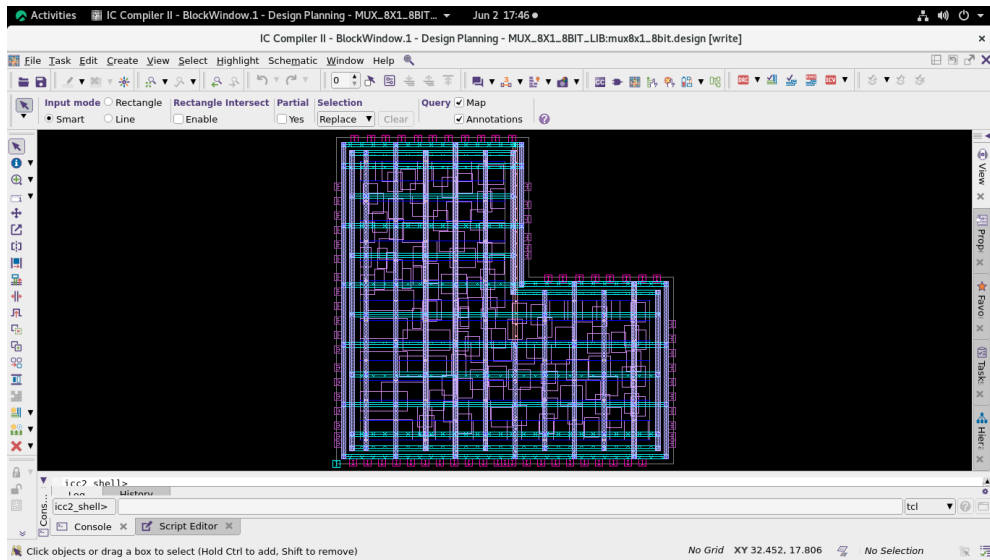 Activities IC Compiler II - BlockWindow.1 - Design Planning - MUX_8X1_8BIT… Jun 2 17:46
IC Compiler II - BlockWindow.1 - Design Planning - MUX_8X1_8BIT_LIB:mux8x1_8bit.design [write]
File Task Edit Create View Select Highlight Schematic Window Help
0
Input mode Rectangle Rectangle Intersect Partial Selection Query Map
Smart Line Enable Yes Replace Clear Annotations
View
Prop
Favo
Task
Hier
icc2_shell>
Log History
Cons...
icc2_shell> tcl
Console Script Editor
Click objects or drag a box to select (Hold Ctrl to add, Shift to remove) No Grid XY 32.452, 17.806 No Selection